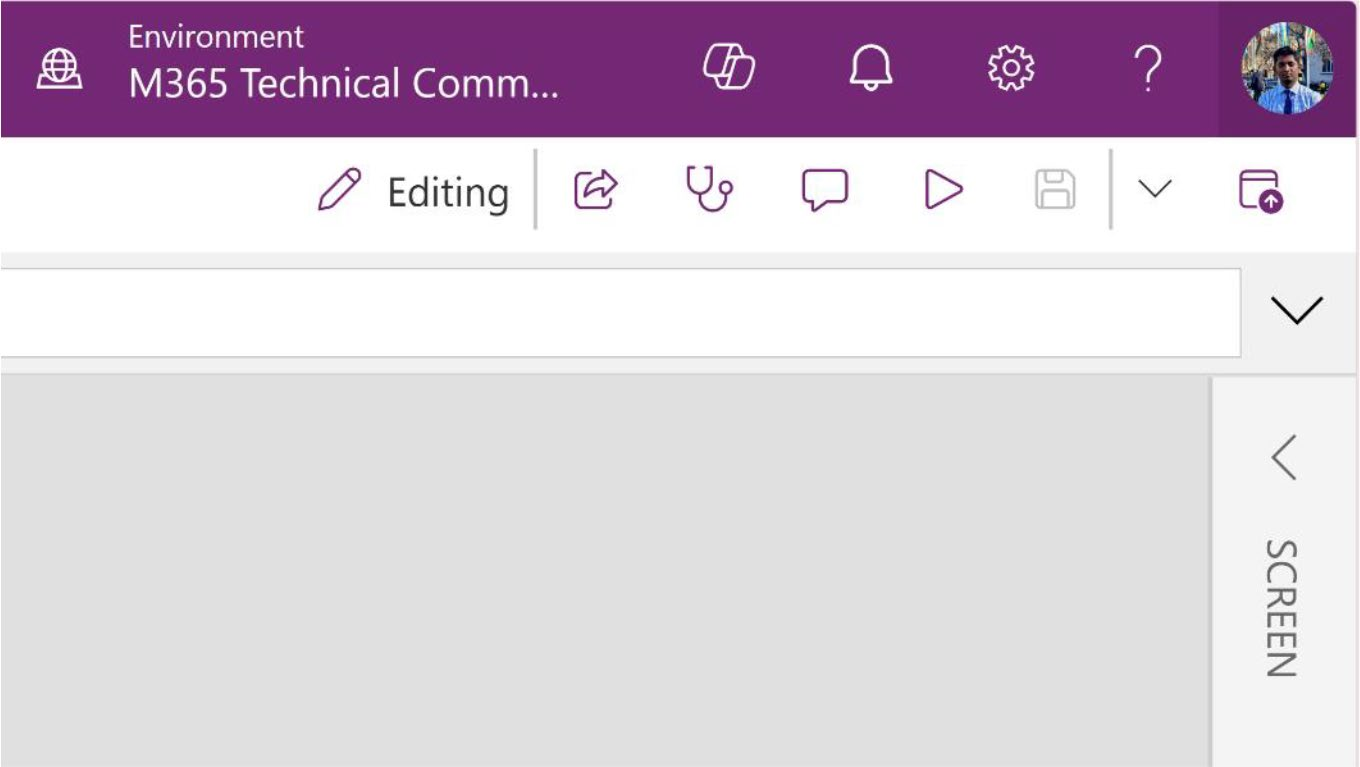 Environment
M365 Technical Comm...
Editing
SCREEN